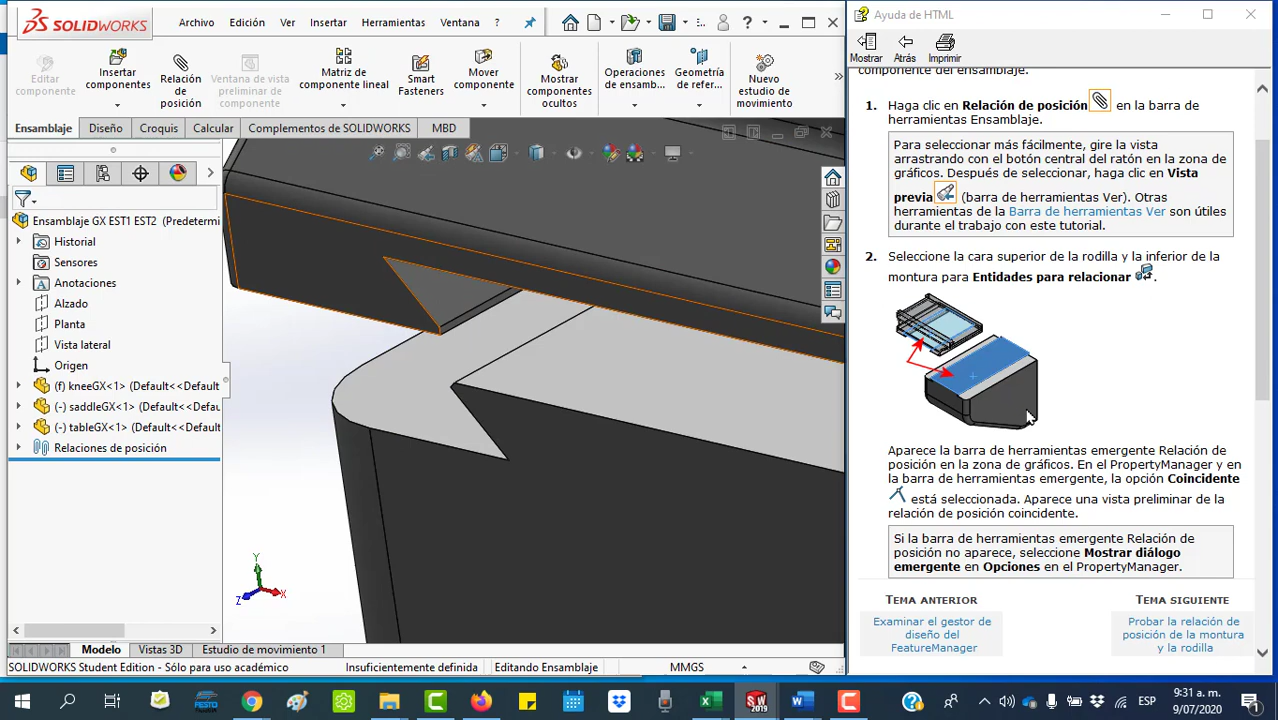 SOLIDWORKS
Archivo Edición Ver Insertar Herramientas Ventana ?
Editar componente
Insertar componentes
Relación de posición
Ventana de vista preliminar de componente
Matriz de componente lineal
Smart Fasteners
Mover componente
Mostrar componentes ocultos
Operaciones de ensamb...
Geometría de refer...
Nuevo estudio de movimiento
Ensamblaje Diseño Croquis Calcular Complementos de SOLIDWORKS MBD
Ensamblaje GX EST1 EST2 (Predetermi
Historial
Sensores
Anotaciones
Alzado
Planta
Vista lateral
Origen
(f) kneeGX<1> (Default<<Default
(-) saddleGX<1> (Default<<Defaul
(-) tableGX<1> (Default<<Default_
Relaciones de posición
Y
Z X
Modelo Vistas 3D Estudio de movimiento 1
SOLIDWORKS Student Edition - Sólo para uso académico Insuficientemente definida Editando Ensamblaje MMGS
Ayuda de HTML
Mostrar Atrás Imprimir
componente del ensamblaje.
1. Haga clic en Relación de posición en la barra de
herramientas Ensamblaje.
Para seleccionar más fácilmente, gire la vista
arrastrando con el botón central del ratón en la zona de
gráficos. Después de seleccionar, haga clic en Vista
previa (barra de herramientas Ver). Otras
herramientas de la Barra de herramientas Ver son útiles
durante el trabajo con este tutorial.
2. Seleccione la cara superior de la rodilla y la inferior de la
montura para Entidades para relacionar .
Aparece la barra de herramientas emergente Relación de
posición en la zona de gráficos. En el PropertyManager y en
la barra de herramientas emergente, la opción Coincidente
está seleccionada. Aparece una vista preliminar de la
relación de posición coincidente.
Si la barra de herramientas emergente Relación de
posición no aparece, seleccione Mostrar diálogo
emergente en Opciones en el PropertyManager.
TEMA ANTERIOR
Examinar el gestor de
diseño del
FeatureManager
TEMA SIGUIENTE
Probar la relación de
posición de la montura
y la rodilla
FESTO
SW
2019
ESP
9:31 a. m.
9/07/2020
1